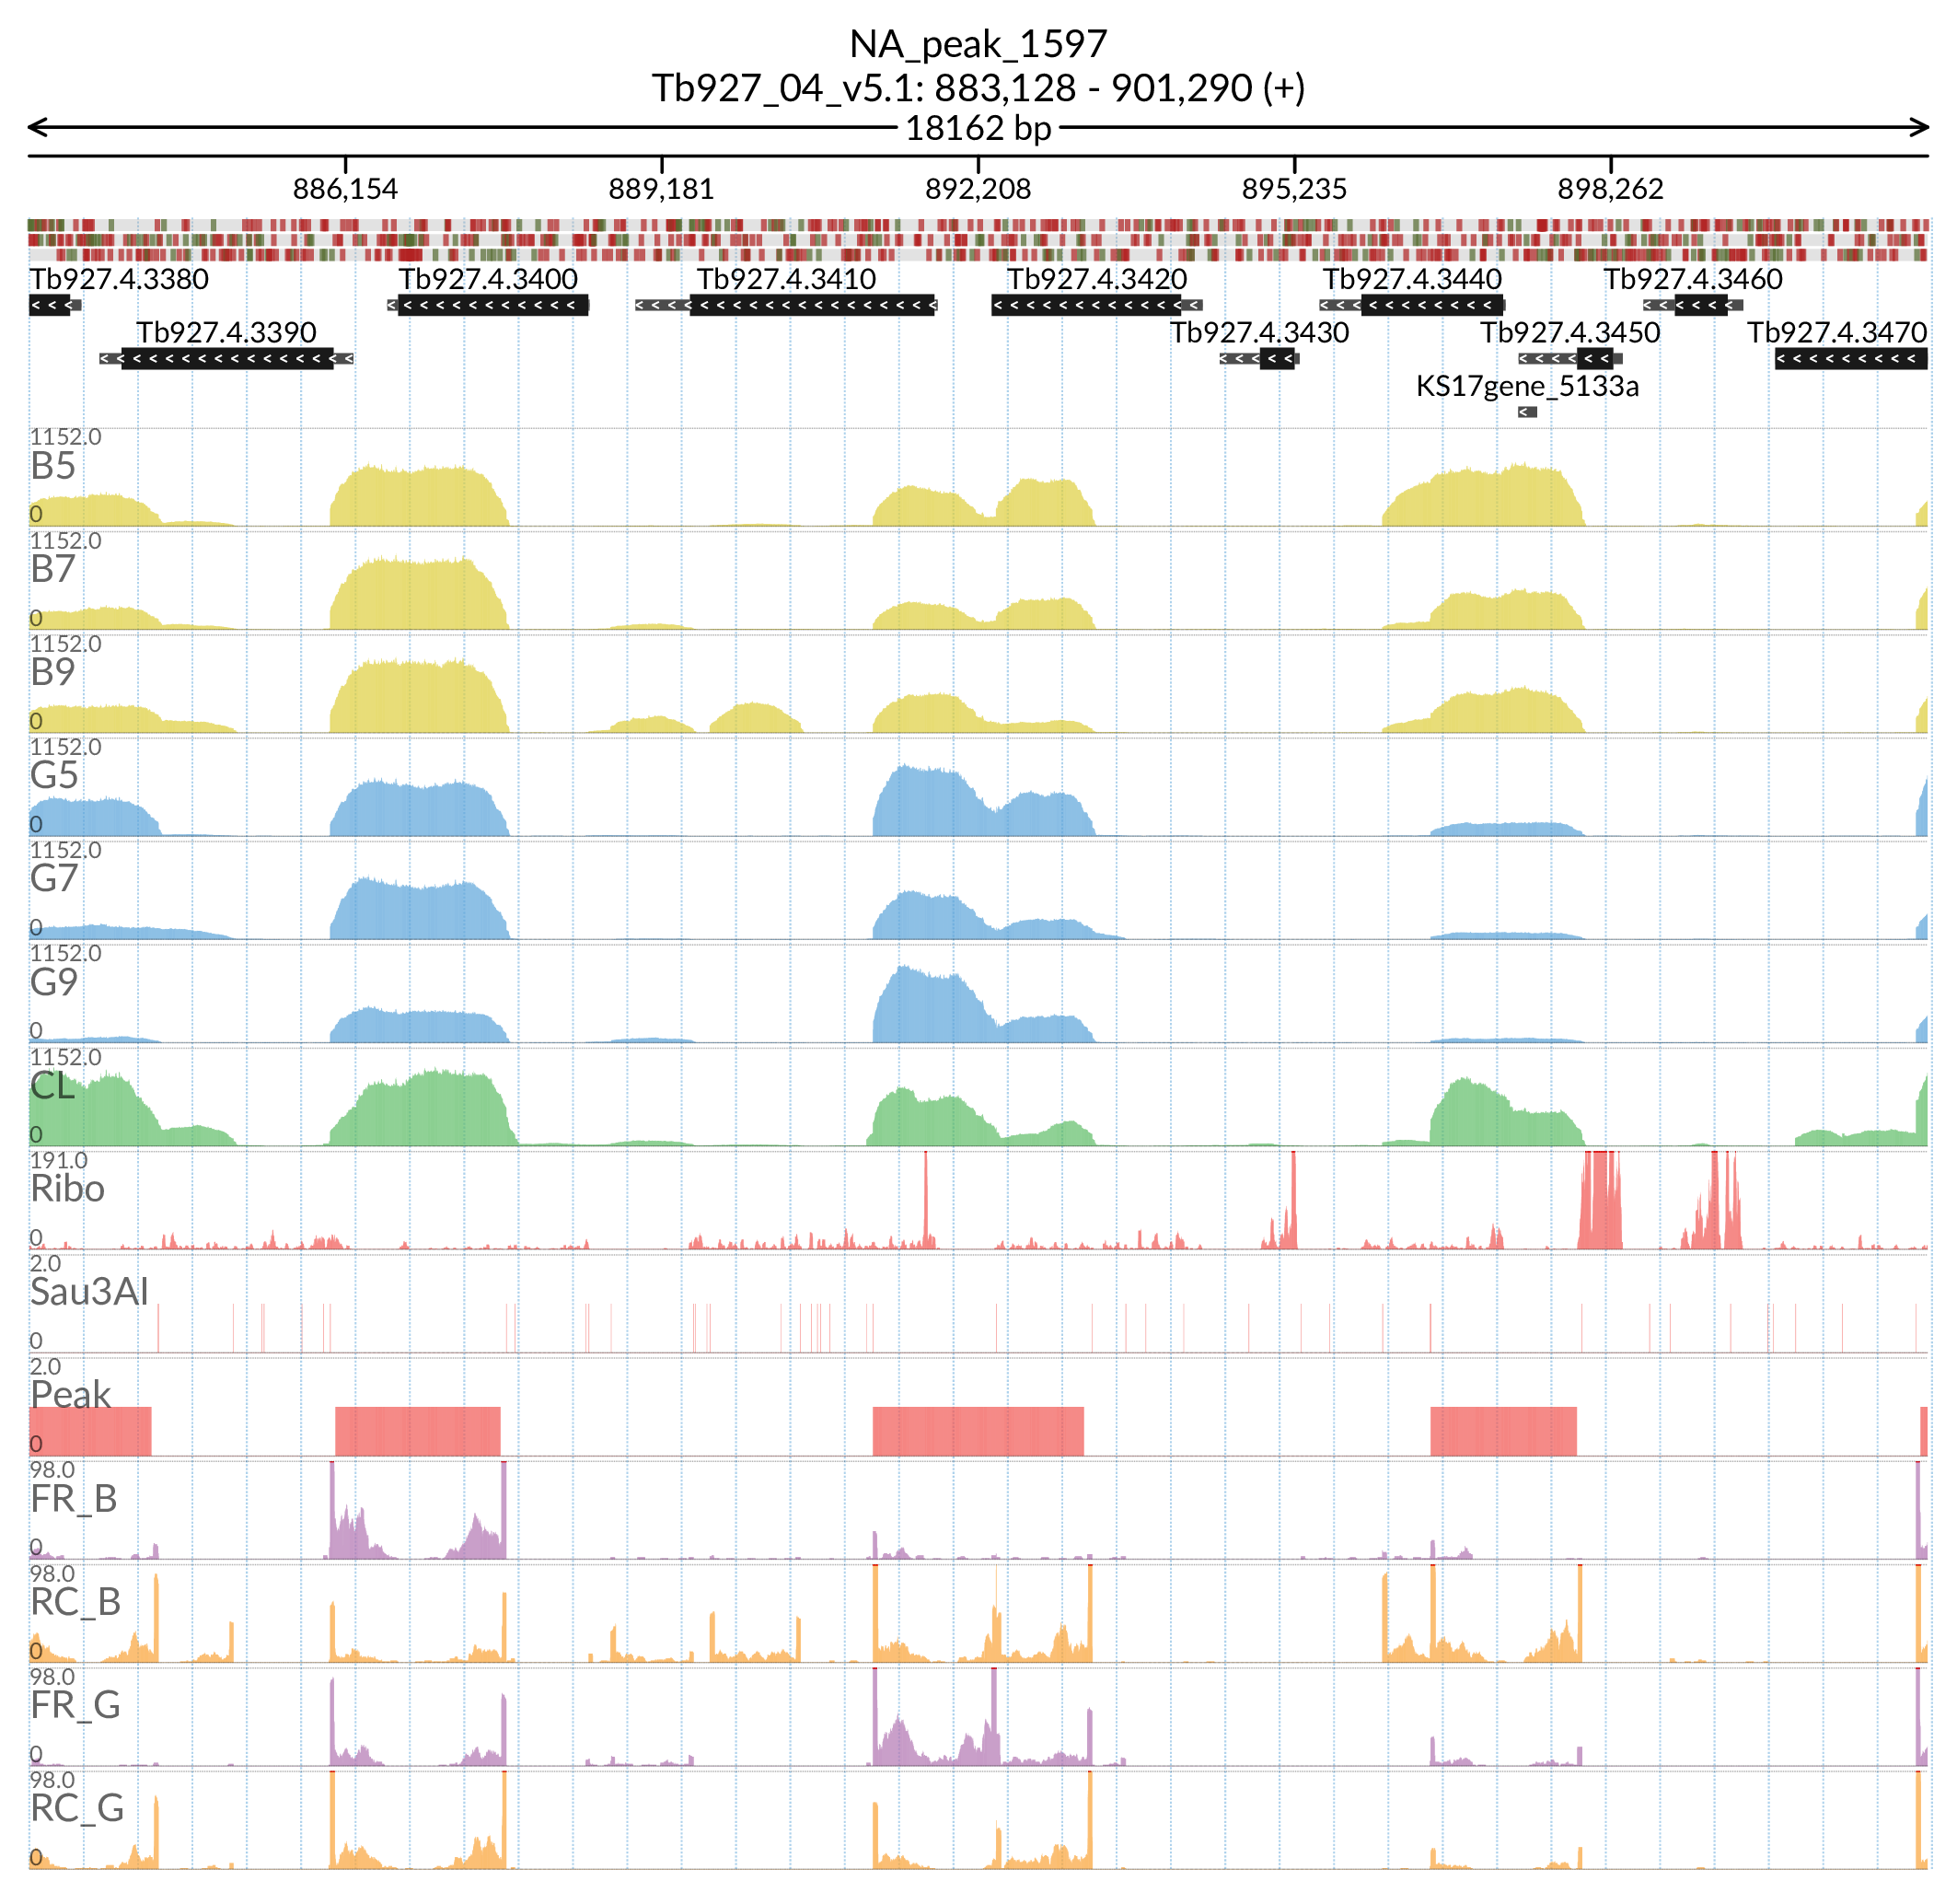 NA_peak_1597
Tb927_04_v5.1: 883,128 - 901,290 (+)
18162 bp
886,154 889,181 892,208 895,235 898,262
Tb927.4.3380 Tb927.4.3400 Tb927.4.3410 Tb927.4.3420 Tb927.4.3440 Tb927.4.3460
Tb927.4.3390 Tb927.4.3430 Tb927.4.3450 Tb927.4.3470
KS17gene_5133a
1152.0
B5
0
1152.0
B7
0
1152.0
B9
0
1152.0
G5
0
1152.0
G7
0
1152.0
G9
0
1152.0
CL
0
191.0
Ribo
0
2.0
Sau3AI
0
2.0
Peak
0
98.0
FR_B
0
98.0
RC_B
0
98.0
FR_G
0
98.0
RC_G
0